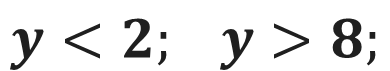 y < 2;   y > 8;